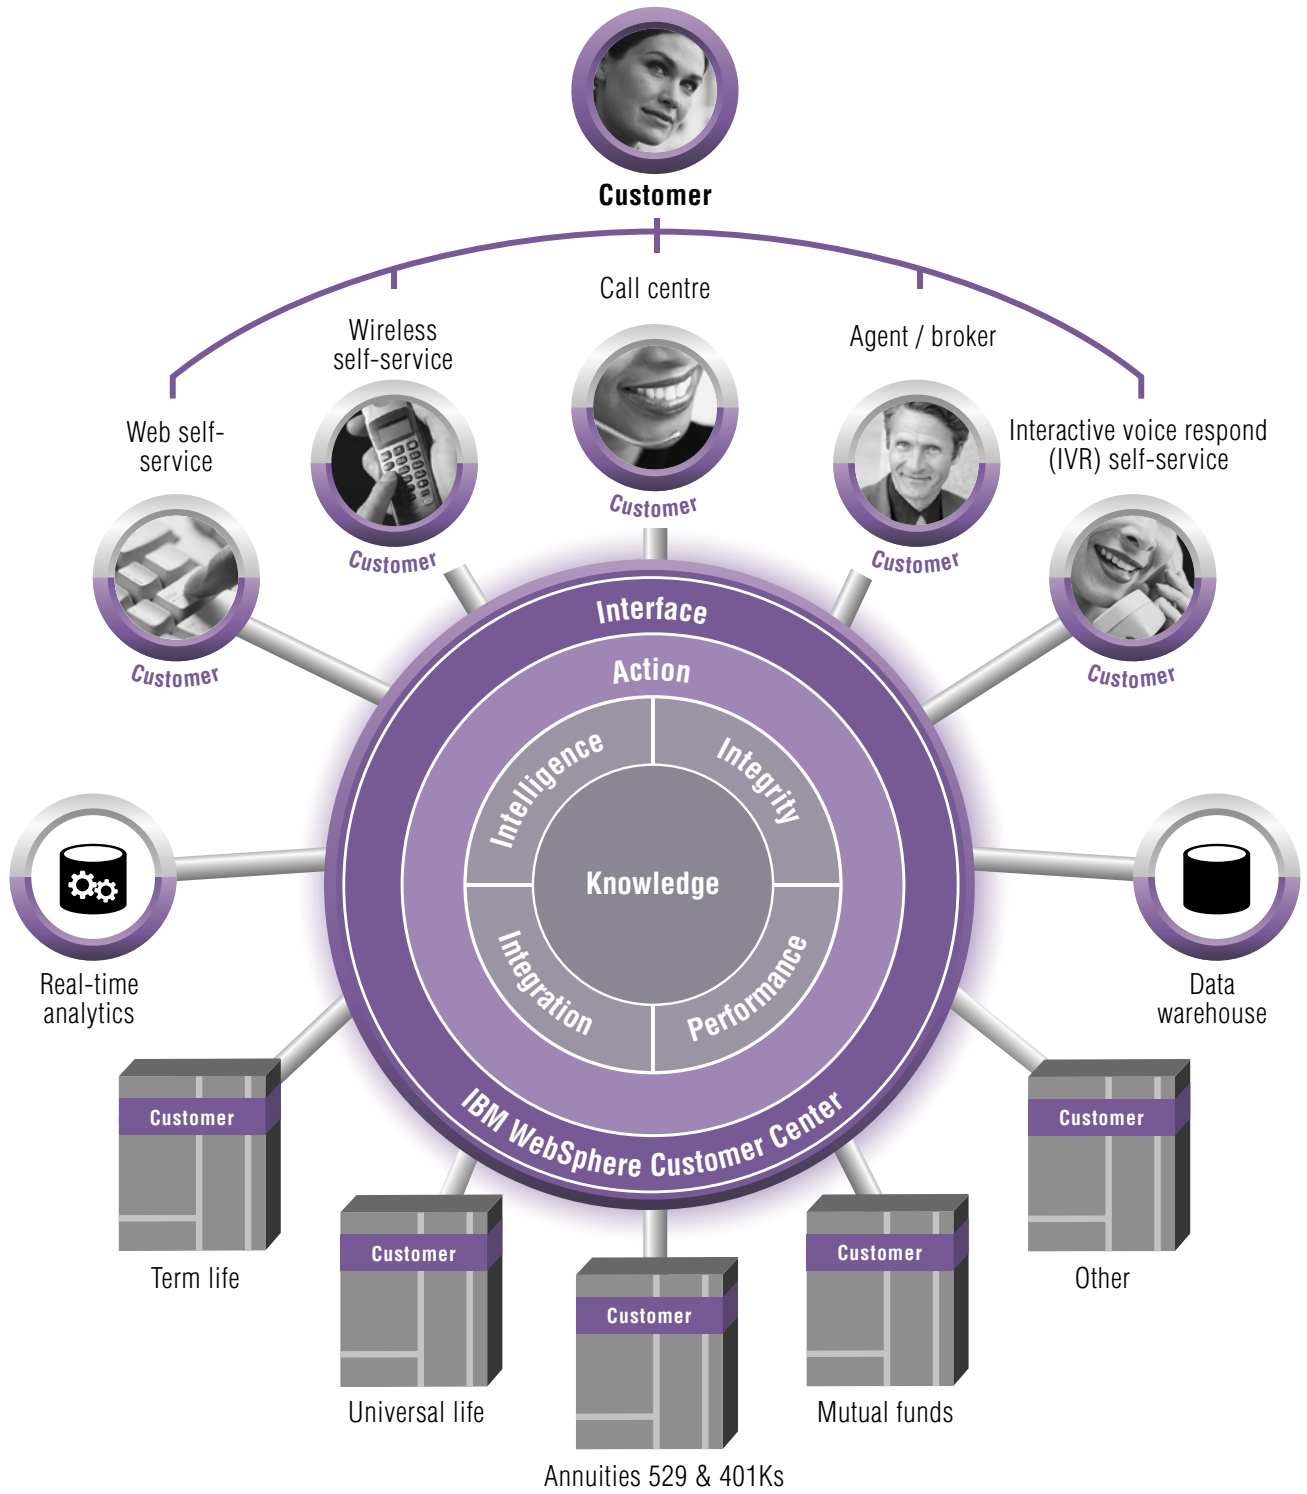 Customer
Call centre
Wireless
self-service
Agent / broker
Web self-
service
Interactive voice respond
(IVR) self-service
Customer
Customer
Customer
Customer
Customer
Interface
Action
Intelligence
Integrity
Knowledge
Integration
Performance
IBM WebSphere Customer Center
Real-time
analytics
Data
warehouse
Customer
Term life
Customer
Universal life
Customer
Annuities 529 & 401Ks
Customer
Mutual funds
Customer
Other